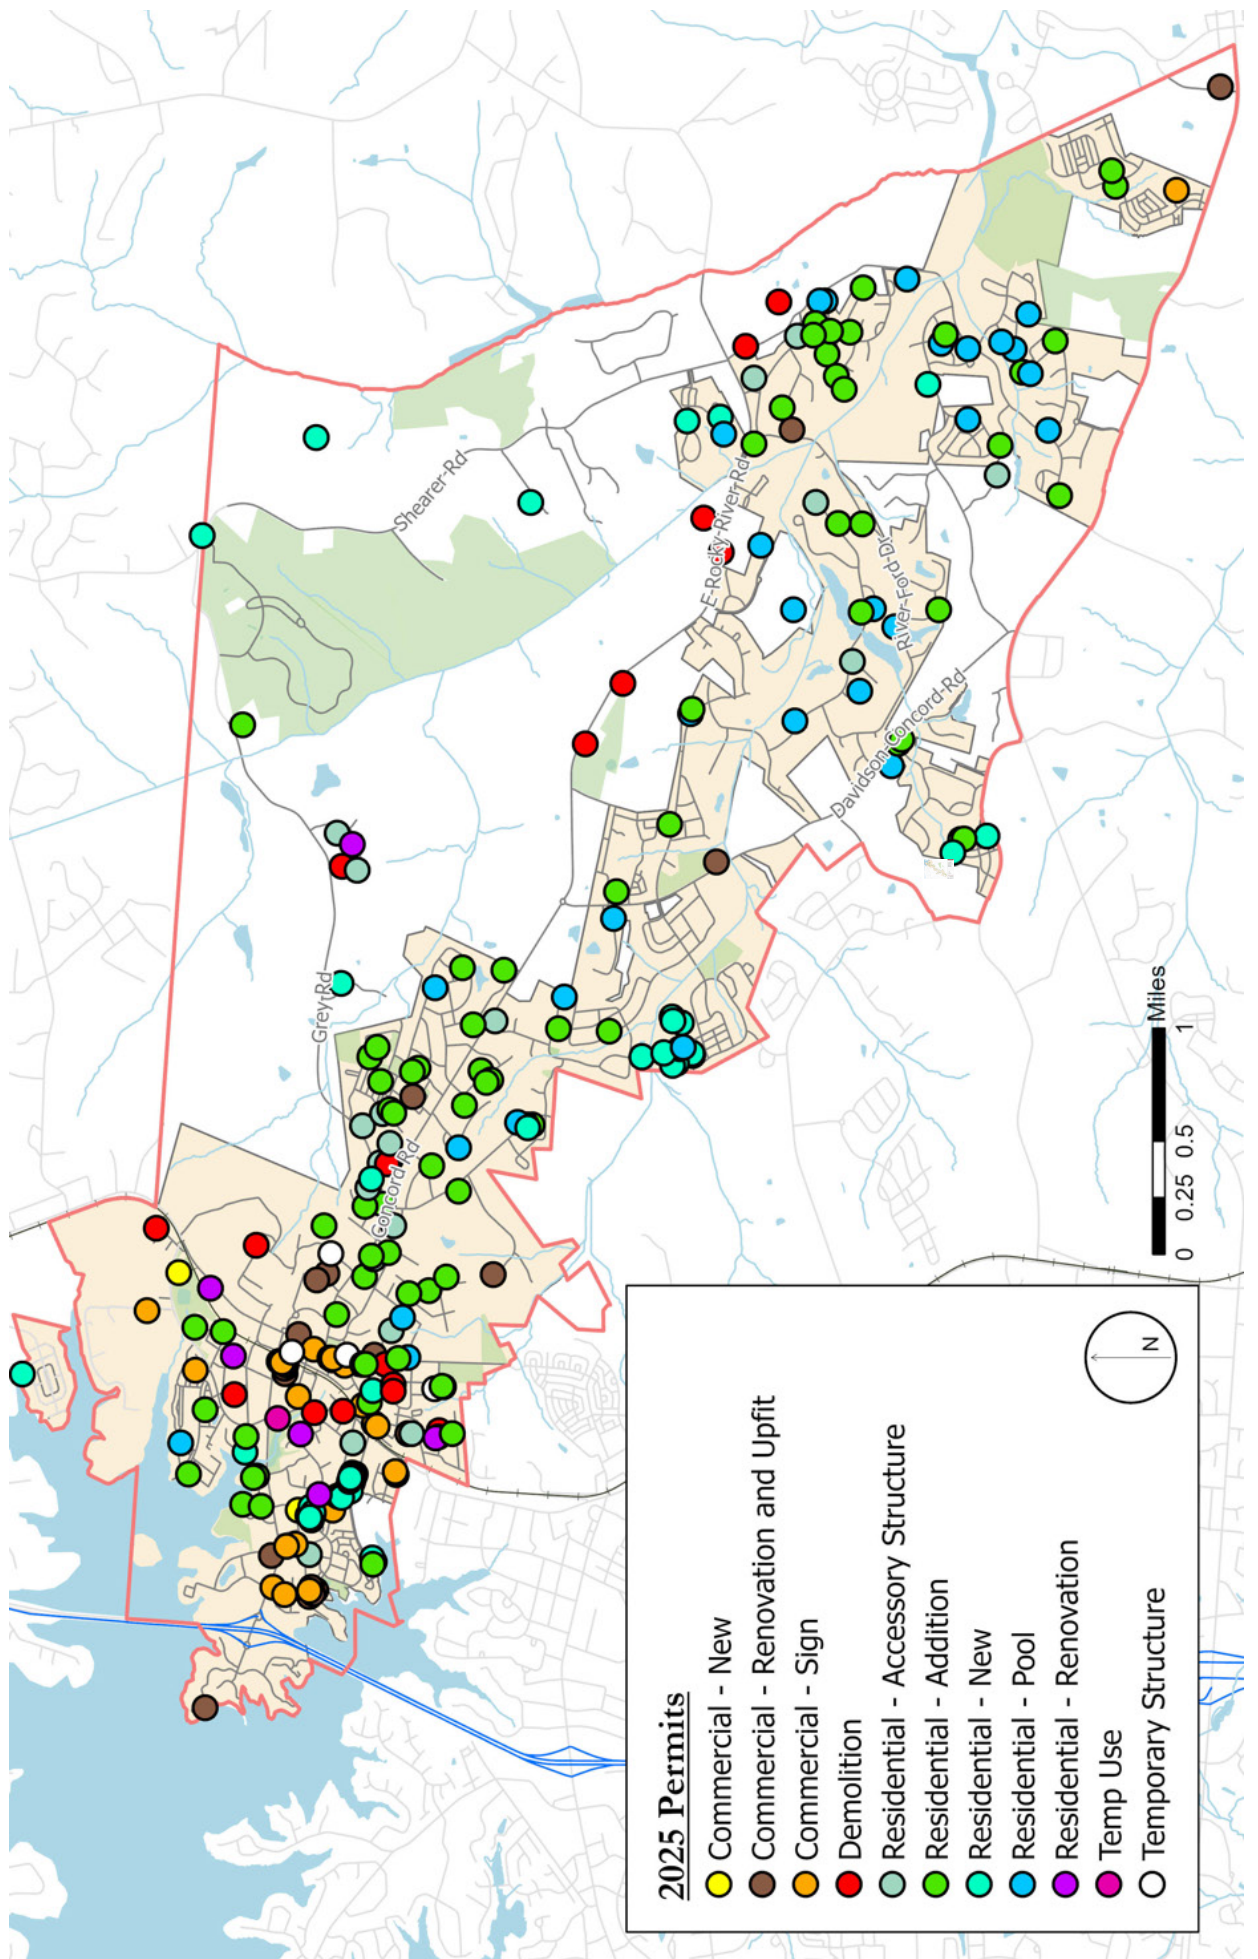 Shearer-Rd
E-Rocky-River-Rd
River-Ford-Dr
Davidson-Concord-Rd
Grey-Rd
Concord Rd
0 0.25 0.5 1
Miles
2025 Permits
Commercial - New
Commercial - Renovation and Upfit
Commercial - Sign
Demolition
Residential - Accessory Structure
Residential - Addition
Residential - New
Residential - Pool
Residential - Renovation
Temp Use
Temporary Structure
N